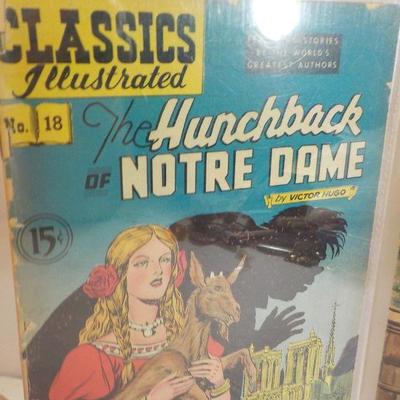 CLASSICS
Illustrated
STORIES
BY THE WORLD'S
GREATEST AUTHORS
No. 18
The Hunchback
OF NOTRE DAME
by VICTOR HUGO
15¢